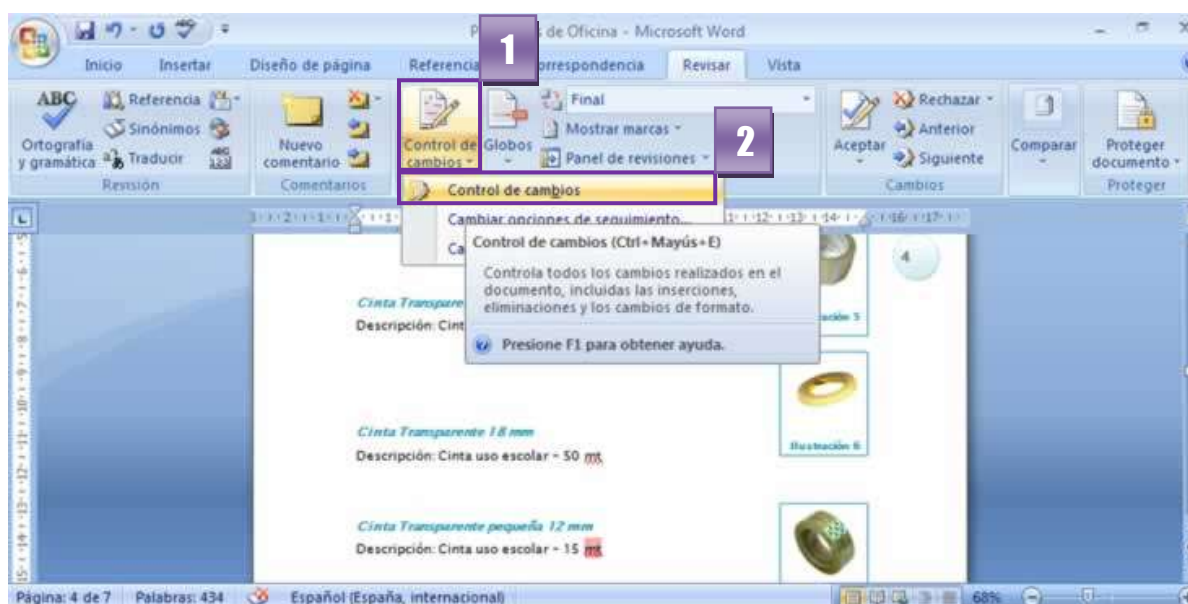 de Oficina - Microsoft Word
1
Inicio Insertar Diseño de página Referencia orrespondencia Revisar Vista
ABC
Ortografía y gramática
Referencia
Sinónimos
Traducir
Revisión
Nuevo comentario
Comentarios
Control de cambios
Globos
Final
Mostrar marcas
Panel de revisiones
2
Aceptar
Rechazar
Anterior
Siguiente
Cambios
Comparar
Proteger documento
Proteger
Control de cambios
Cambiar opciones de seguimiento...
Ca
Control de cambios (Ctrl+Mayús+E)
Controla todos los cambios realizados en el
documento, incluidas las inserciones,
eliminaciones y los cambios de formato.
Presione F1 para obtener ayuda.
4
Cinta Transpare
Descripción: Cint
ación 5
Cinta Transparente 18 mm
Descripción: Cinta uso escolar - 50 mt
Ilustración 6
Cinta Transparente pequeña 12 mm
Descripción: Cinta uso escolar - 15 mt
Página: 4 de 7 Palabras: 434 Español (España, internacional) 68%